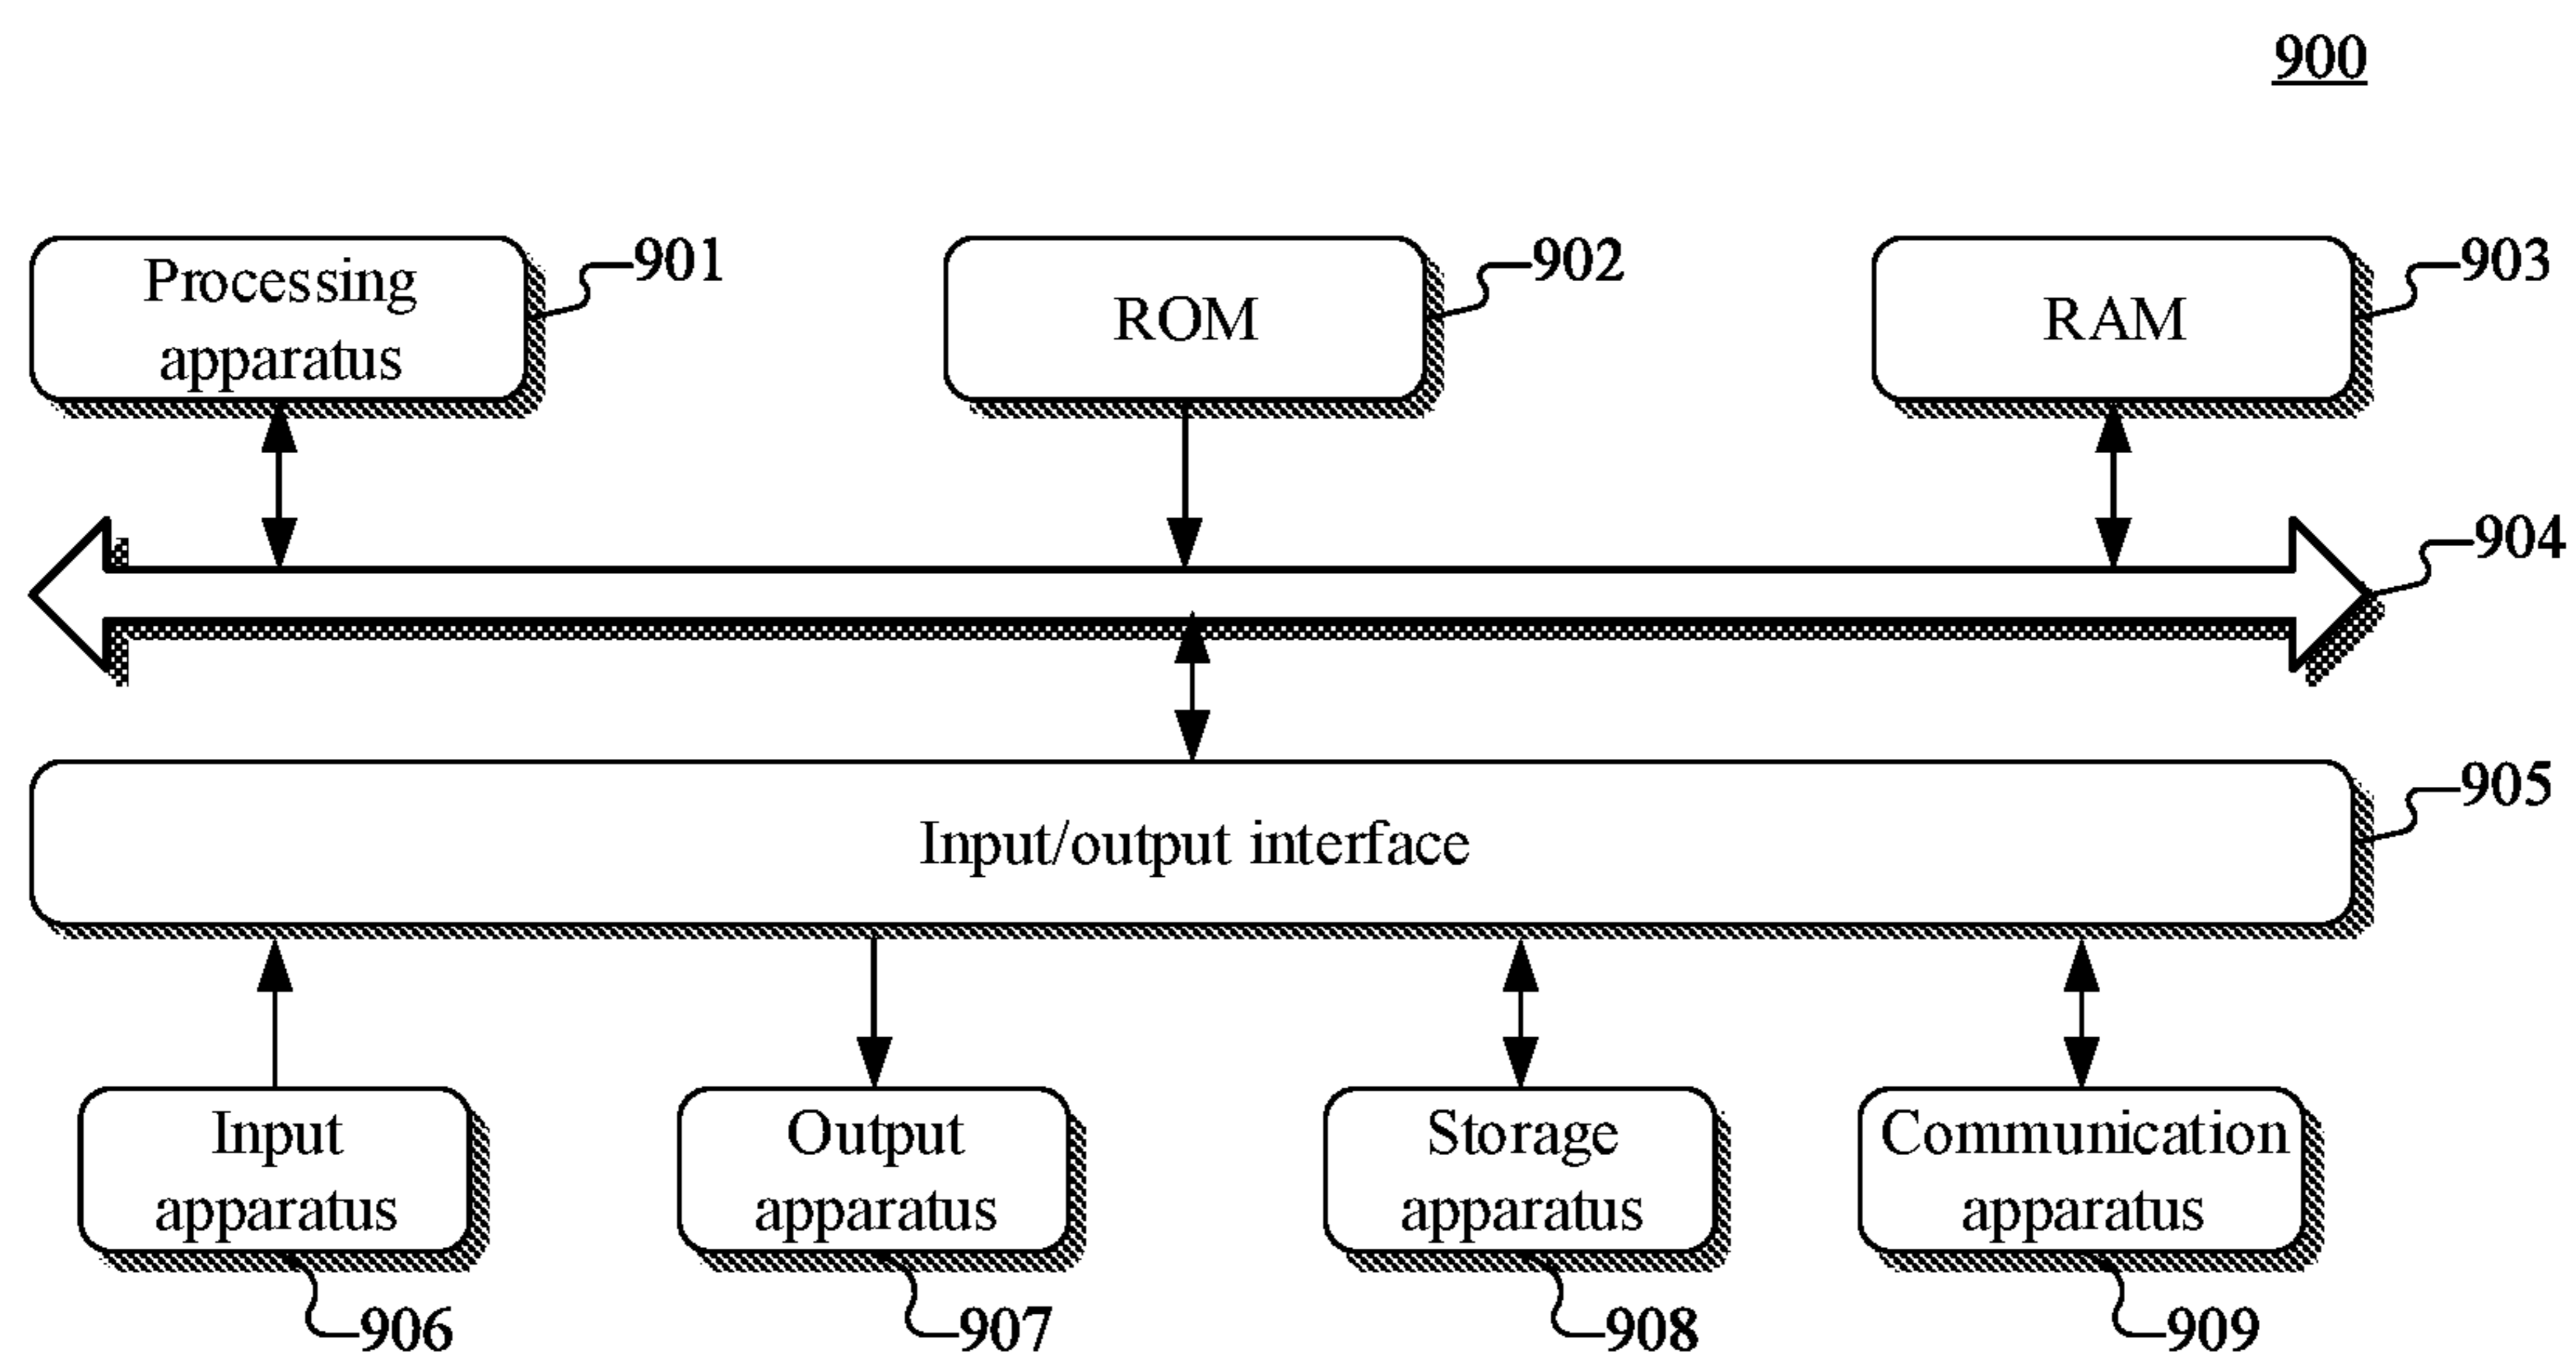 900
Processing
apparatus
901
ROM
902
RAM
903
904
Input/output interface
905
Input
apparatus
906
Output
apparatus
907
Storage
apparatus
908
Communication
apparatus
909